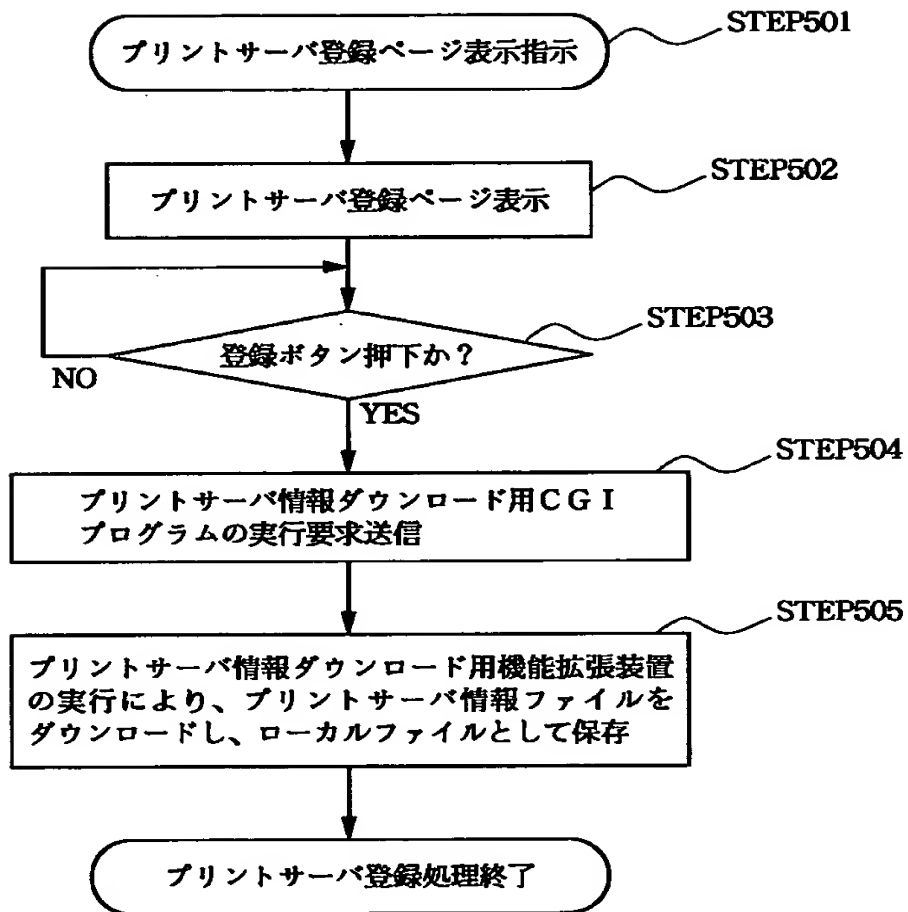 STEP501
プリントサーバ登録ページ表示指示
STEP502
プリントサーバ登録ページ表示
STEP503
登録ボタン押下か？
NO
YES
STEP504
プリントサーバ情報ダウンロード用ＣＧＩ
プログラムの実行要求送信
STEP505
プリントサーバ情報ダウンロード用機能拡張装置
の実行により、プリントサーバ情報ファイルを
ダウンロードし、ローカルファイルとして保存
プリントサーバ登録処理終了